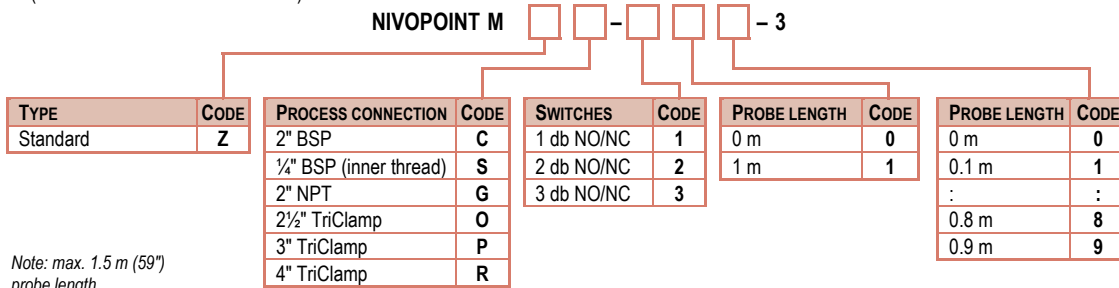 NIVOPOINT M – – 3
TYPE CODE
Standard Z
PROCESS CONNECTION CODE
2" BSP C
¼" BSP (inner thread) S
2" NPT G
2½" TriClamp O
3" TriClamp P
4" TriClamp R
SWITCHES CODE
1 db NO/NC 1
2 db NO/NC 2
3 db NO/NC 3
PROBE LENGTH CODE
0 m 0
1 m 1
PROBE LENGTH CODE
0 m 0
0.1 m 1
: :
0.8 m 8
0.9 m 9
Note: max. 1.5 m (59")
probe length